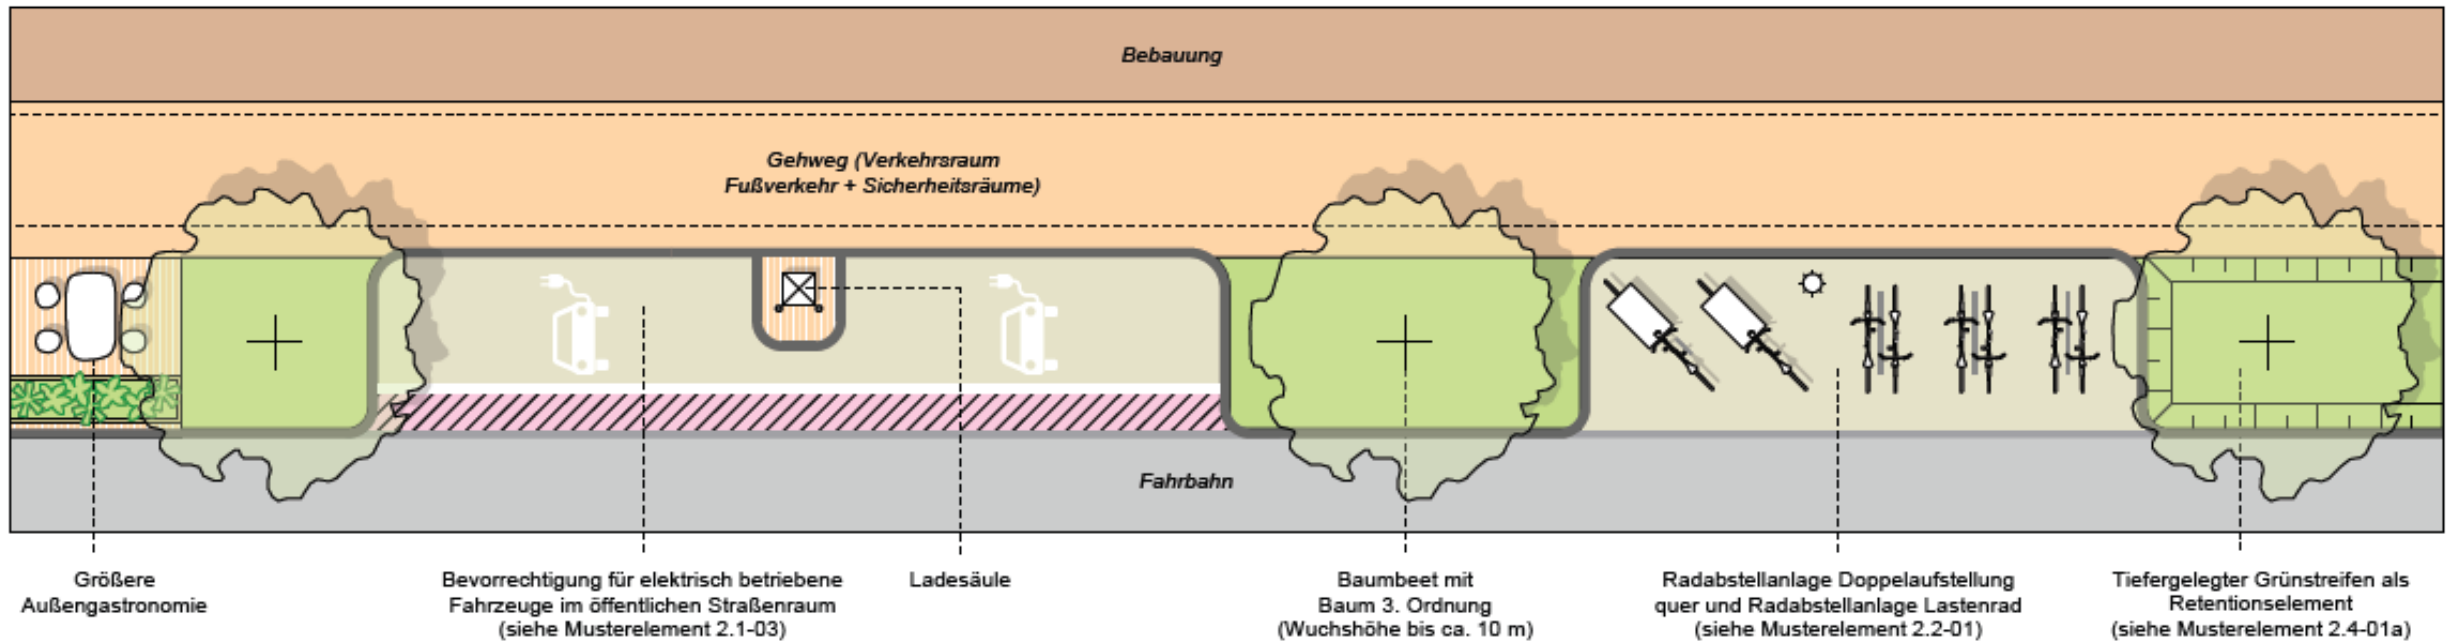 Bebauung
Gehweg (Verkehrsraum
Fußverkehr + Sicherheitsräume)
Fahrbahn
Größere
Außengastronomie
Bevorrechtigung für elektrisch betriebene
Fahrzeuge im öffentlichen Straßenraum
(siehe Musterelement 2.1-03)
Ladesäule
Baumbeet mit
Baum 3. Ordnung
(Wuchshöhe bis ca. 10 m)
Radabstellanlage Doppelaufstellung
quer und Radabstellanlage Lastenrad
(siehe Musterelement 2.2-01)
Tiefergelegter Grünstreifen als
Retentionselement
(siehe Musterelement 2.4-01a)